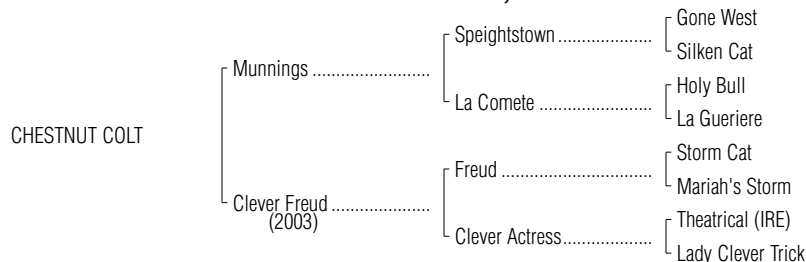 Gone West
Speightstown ....................
Silken Cat
Munnings .........................
Holy Bull
La Comete .......................
La Gueriere
CHESTNUT COLT
Storm Cat
Freud ...............................
Mariah's Storm
Clever Freud .....................
(2003)
Theatrical (IRE)
Clever Actress...................
Lady Clever Trick